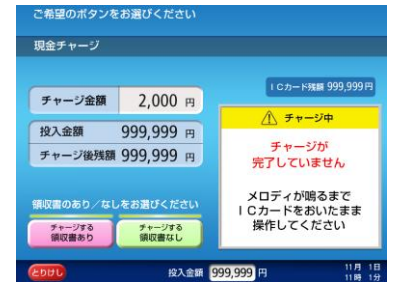 ご希望のボタンをお選びください
現金チャージ
ICカード残額 999,999円
チャージ金額 2,000 円
投入金額 999,999 円
チャージ後残額 999,999 円
チャージ中
チャージが
完了していません
メロディが鳴るまで
ICカードをおいたまま
操作してください
領収書のあり/なしをお選びください
チャージする
領収書あり
チャージする
領収書なし
とりけし
投入金額 999,999 円
11月 1日
11時 1分